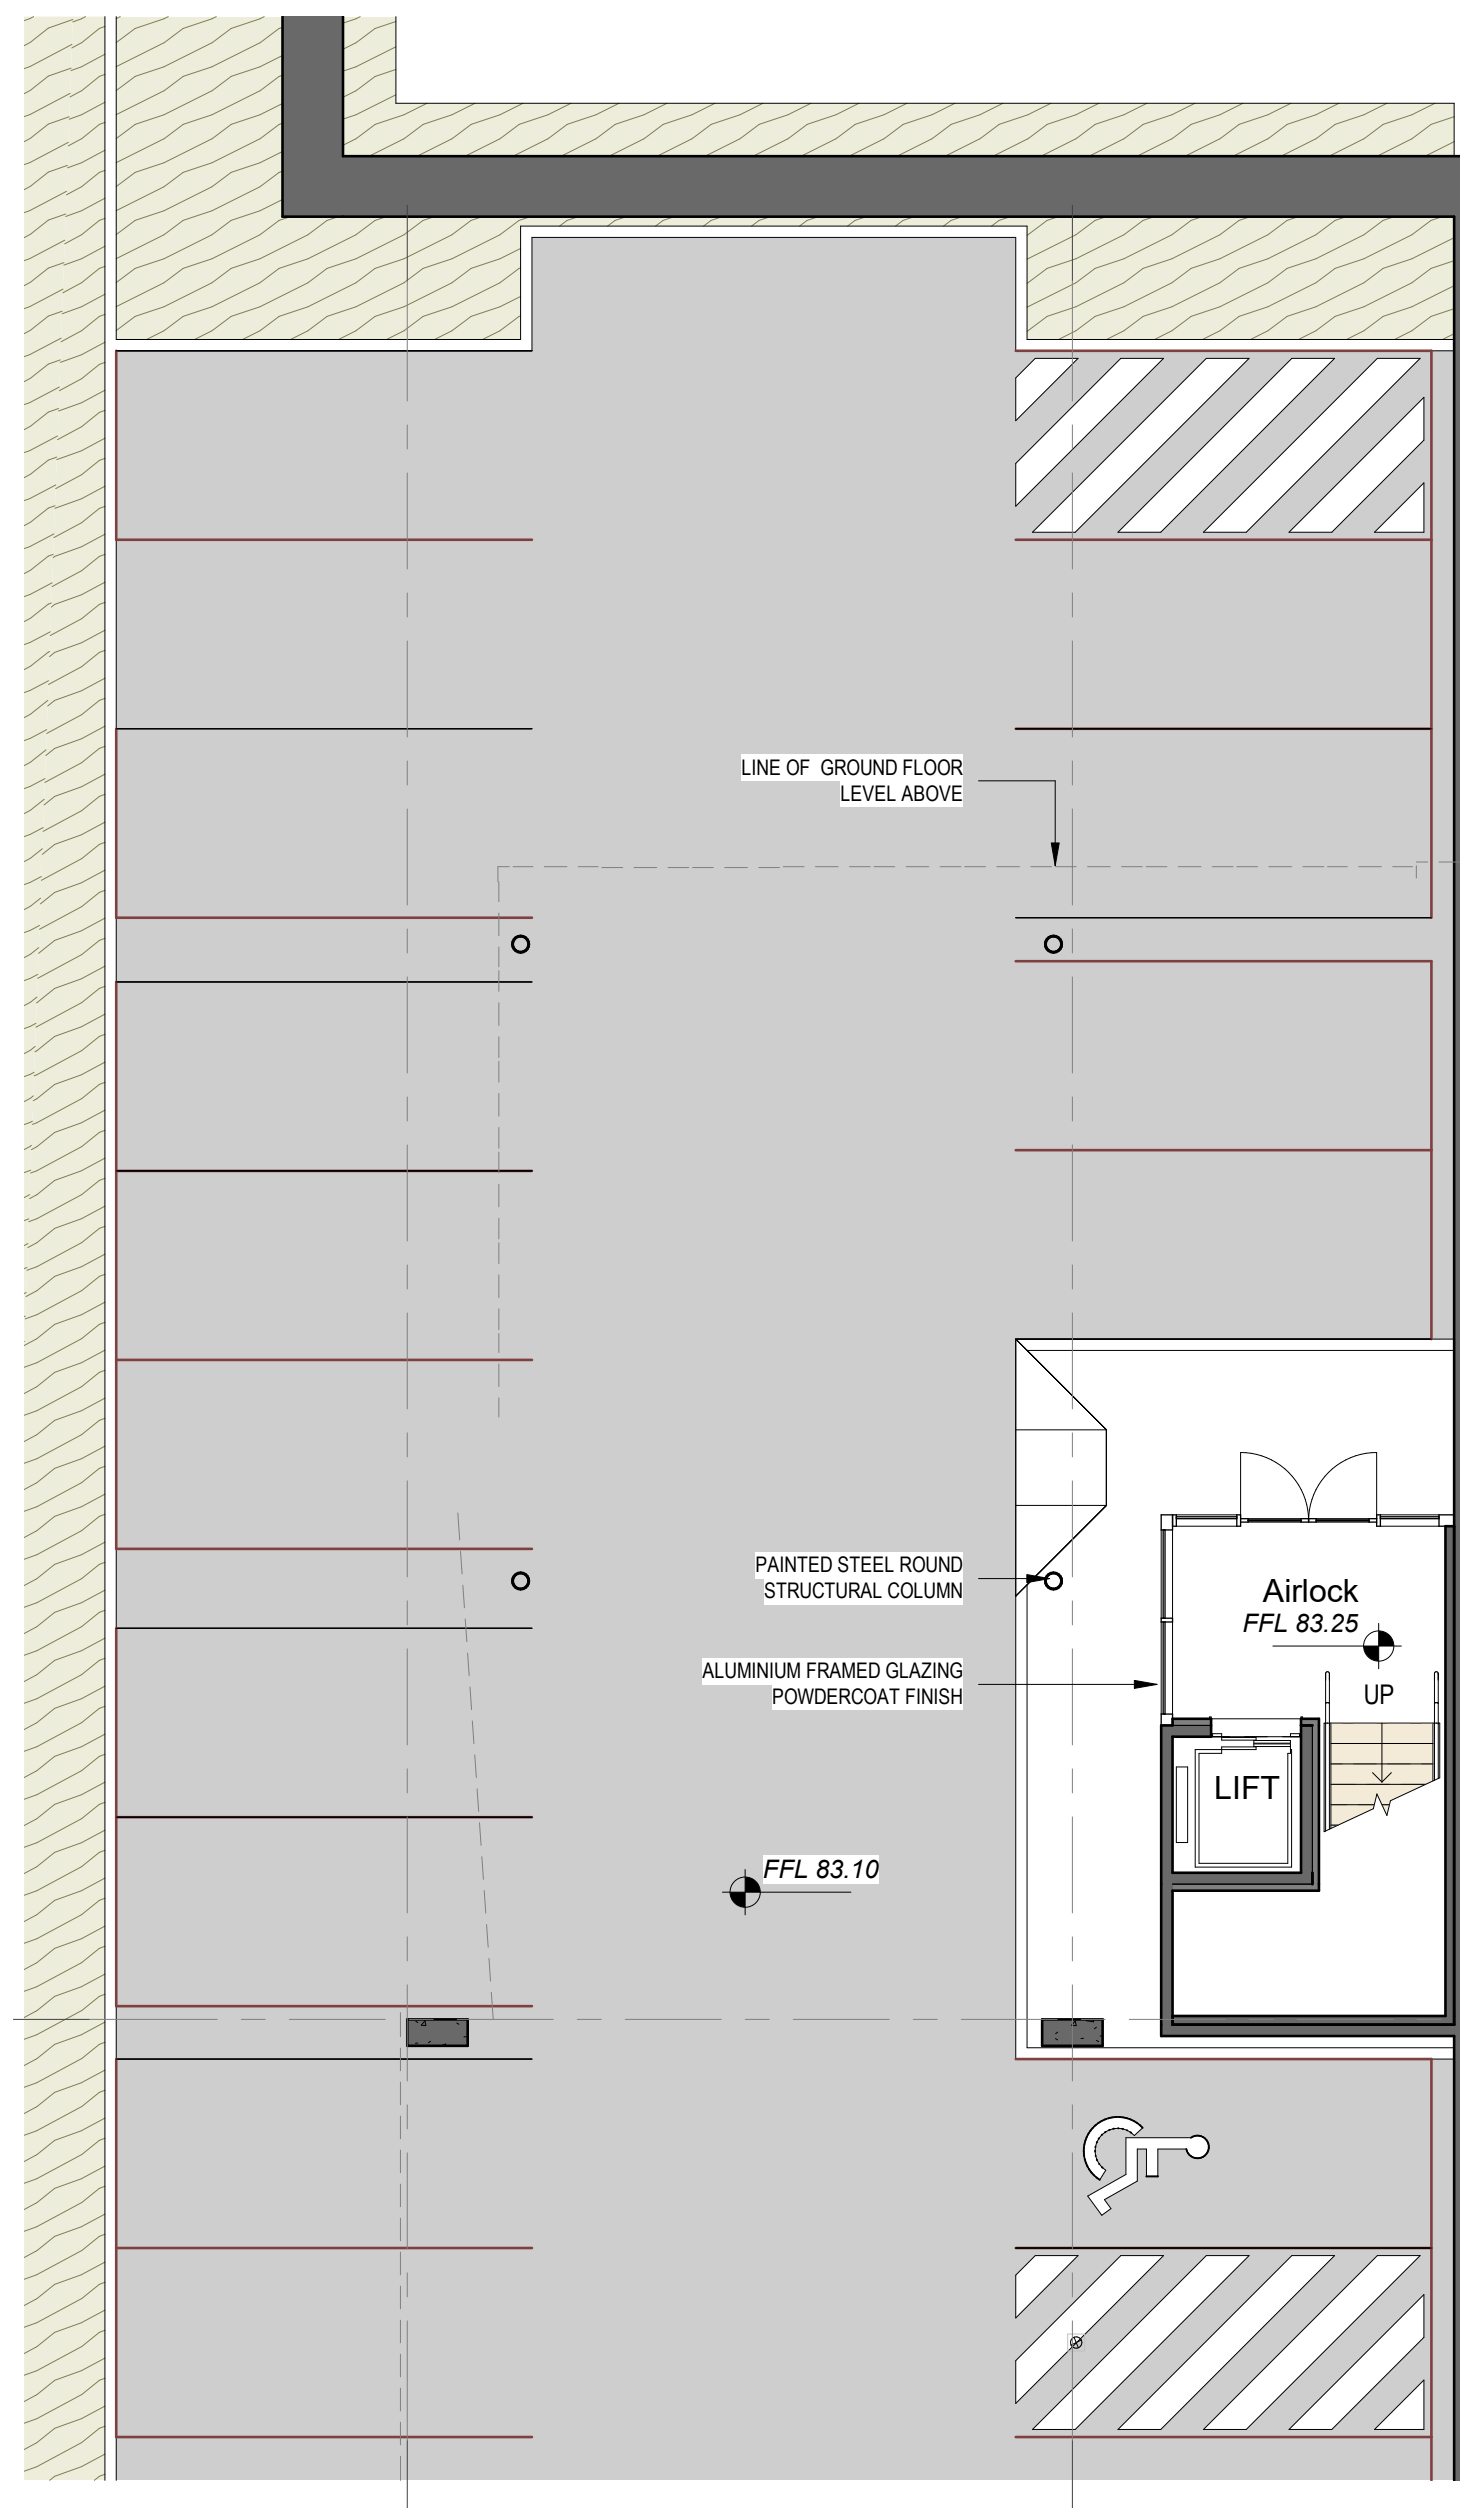 LINE OF  GROUND FLOOR
LEVEL ABOVE
PAINTED STEEL ROUND
STRUCTURAL COLUMN
Airlock
FFL 83.25
ALUMINIUM FRAMED GLAZING
POWDERCOAT FINISH
UP
LIFT
FFL 83.10